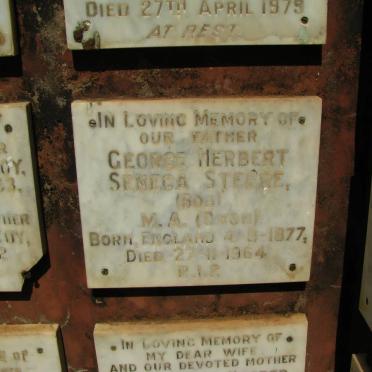 DIED 27TH APRIL 1979
AT REST
IN LOVING MEMORY OF
OUR FATHER
GEORGE HERBERT
SENECA
(BOB)
M.A. (OXON)
BORN ENGLAND 4-8-1877,
DIED 27-11-1964
R.I.P.
IN LOVING MEMORY OF
MY DEAR WIFE
AND OUR DEVOTED MOTHER
OF